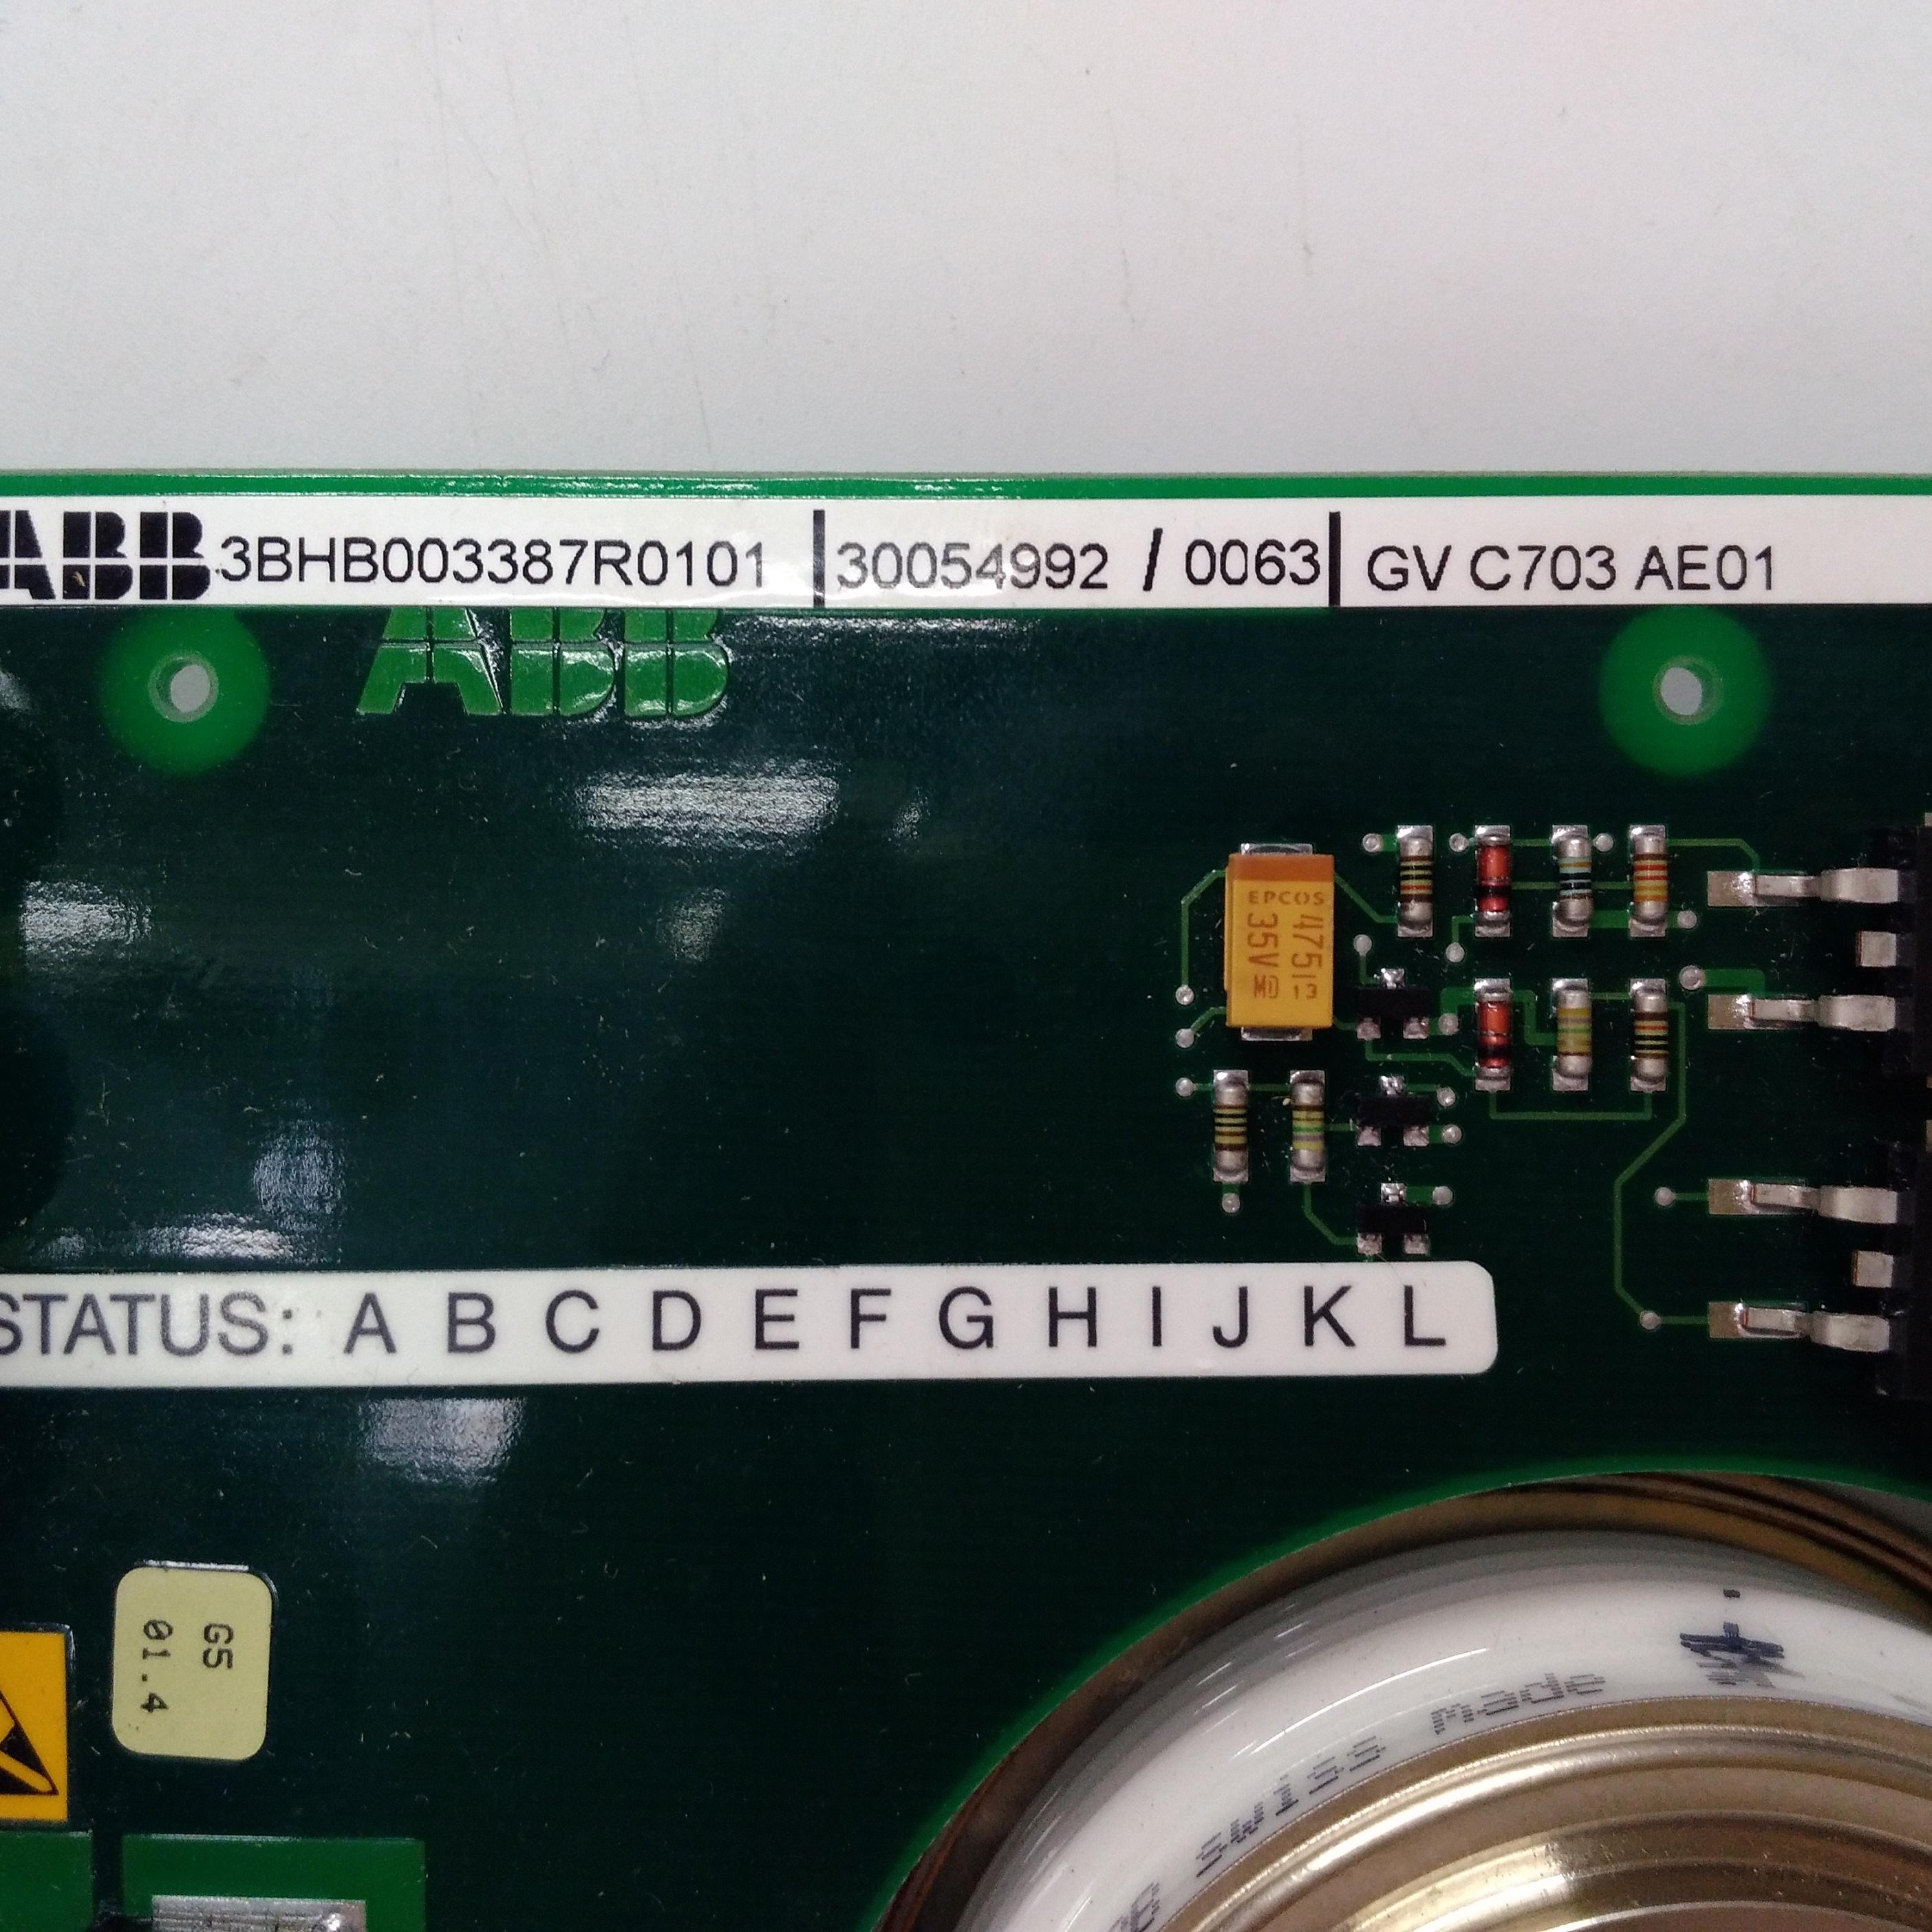 ABB 3BHB003387R0101 | 30054992 / 0063 | GV C703 AE01
ABB
EPCOS
475
35V
13
STATUS: A B C D E F G H I J K L
G5
01.4
Swiss Made